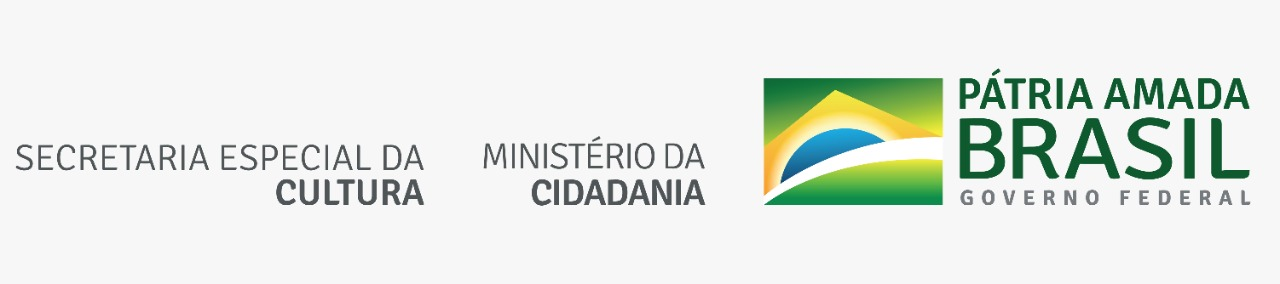 SECRETARIA ESPECIAL DA
CULTURA
MINISTÉRIO DA
CIDADANIA
PÁTRIA AMADA
BRASIL
GOVERNO FEDERAL